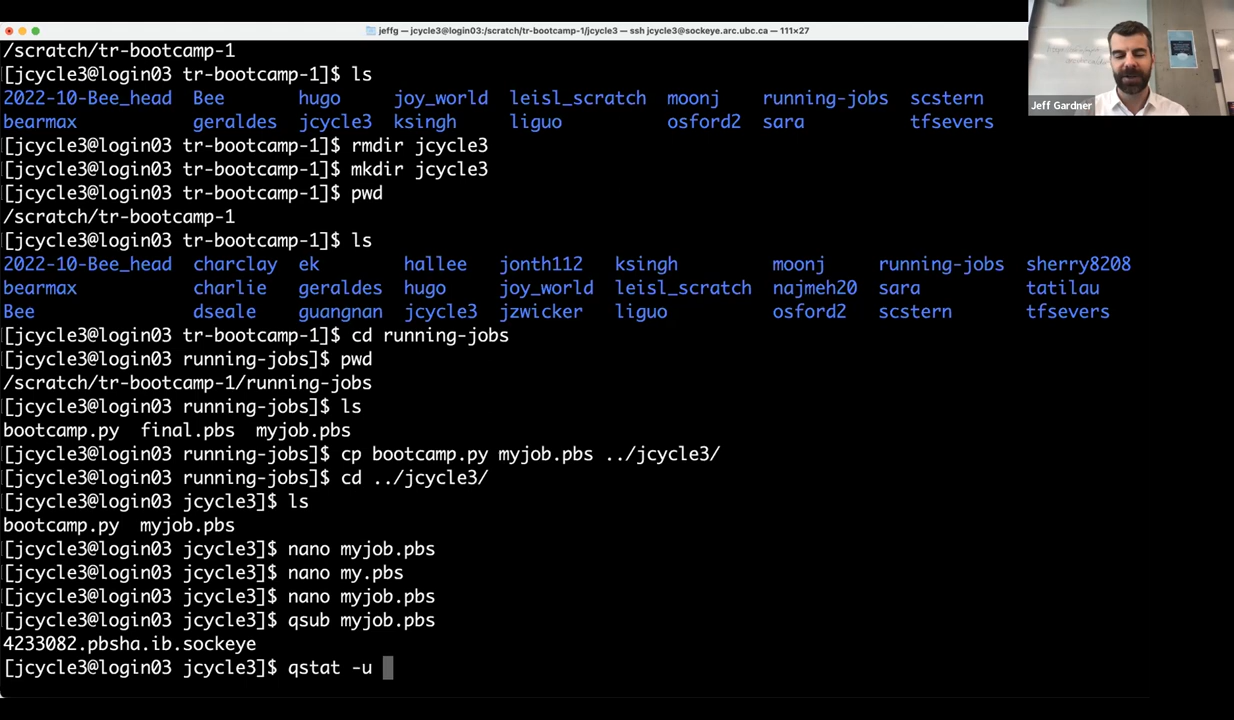 jeffg — jcycle3@login03:/scratch/tr-bootcamp-1/jcycle3 — ssh jcycle3@sockeye.arc.ubc.ca — 111×27
/scratch/tr-bootcamp-1
[jcycle3@login03 tr-bootcamp-1]$ ls
2022-10-Bee_head  Bee       hugo     joy_world  leisl_scratch  moonj    running-jobs  scstern
bearmax           geraldes  jcycle3  ksingh     liguo          osford2  sara          tfsevers
[jcycle3@login03 tr-bootcamp-1]$ rmdir jcycle3
[jcycle3@login03 tr-bootcamp-1]$ mkdir jcycle3
[jcycle3@login03 tr-bootcamp-1]$ pwd
/scratch/tr-bootcamp-1
[jcycle3@login03 tr-bootcamp-1]$ ls
2022-10-Bee_head  charclay  ek        hallee   jonth112   ksingh         moonj     running-jobs  sherry8208
bearmax           charlie   geraldes  hugo     joy_world  leisl_scratch  najmeh20  sara          tatilau
Bee               dseale    guangnan  jcycle3  jzwicker   liguo          osford2   scstern       tfsevers
[jcycle3@login03 tr-bootcamp-1]$ cd running-jobs
[jcycle3@login03 running-jobs]$ pwd
/scratch/tr-bootcamp-1/running-jobs
[jcycle3@login03 running-jobs]$ ls
bootcamp.py  final.pbs  myjob.pbs
[jcycle3@login03 running-jobs]$ cp bootcamp.py myjob.pbs ../jcycle3/
[jcycle3@login03 running-jobs]$ cd ../jcycle3/
[jcycle3@login03 jcycle3]$ ls
bootcamp.py  myjob.pbs
[jcycle3@login03 jcycle3]$ nano myjob.pbs
[jcycle3@login03 jcycle3]$ nano my.pbs
[jcycle3@login03 jcycle3]$ nano myjob.pbs
[jcycle3@login03 jcycle3]$ qsub myjob.pbs
4233082.pbsha.ib.sockeye
[jcycle3@login03 jcycle3]$ qstat -u
Jeff Gardner